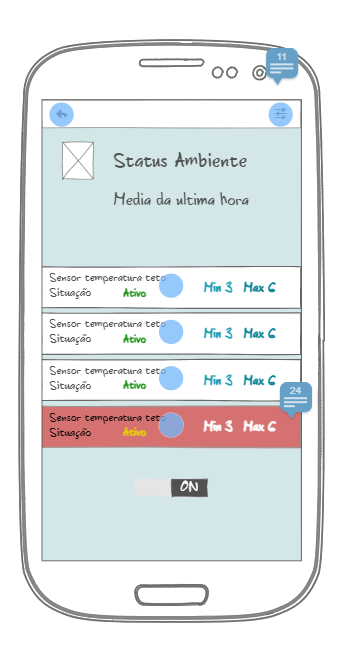 11
Status Ambiente
Media da ultima hora
Sensor temperatura teto
Situação Ativo Min 3 Max 6
Sensor temperatura teto
Situação Ativo Min 3 Max 6
Sensor temperatura teto
Situação Ativo Min 3 Max 6
24
Sensor temperatura teto
Situação Ativo Min 3 Max 6
ON